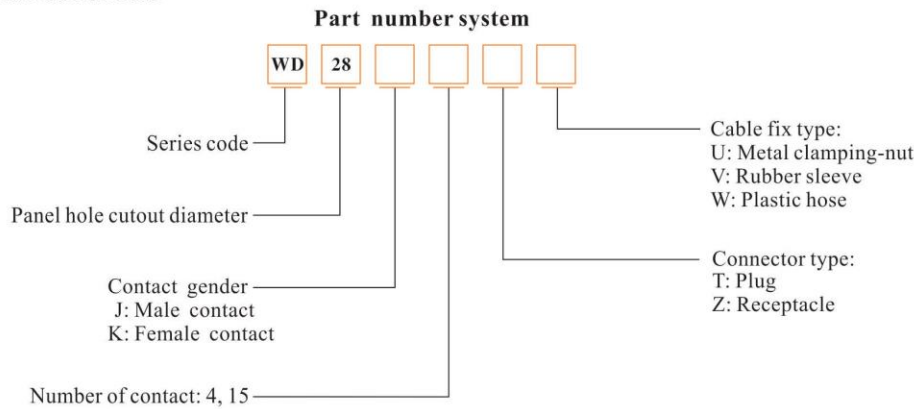 Part number system
WD 28
Series code
Panel hole cutout diameter
Contact gender
J: Male contact
K: Female contact
Number of contact: 4, 15
Cable fix type:
U: Metal clamping-nut
V: Rubber sleeve
W: Plastic hose
Connector type:
T: Plug
Z: Receptacle